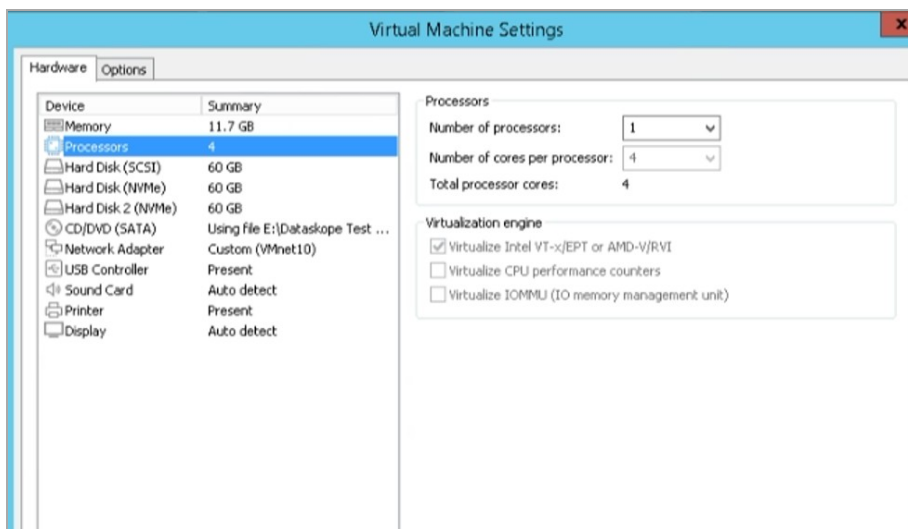 Virtual Machine Settings
x
Hardware
Options
Device Summary
Memory 11.7 GB
Processors 4
Hard Disk (SCSI) 60 GB
Hard Disk (NVMe) 60 GB
Hard Disk 2 (NVMe) 60 GB
CD/DVD (SATA) Using file E:\Dataskope Test ...
Network Adapter Custom (VMnet10)
USB Controller Present
Sound Card Auto detect
Printer Present
Display Auto detect
Processors
Number of processors: 1
Number of cores per processor: 4
Total processor cores: 4
Virtualization engine
Virtualize Intel VT-x/EPT or AMD-V/RVI
Virtualize CPU performance counters
Virtualize IOMMU (IO memory management unit)